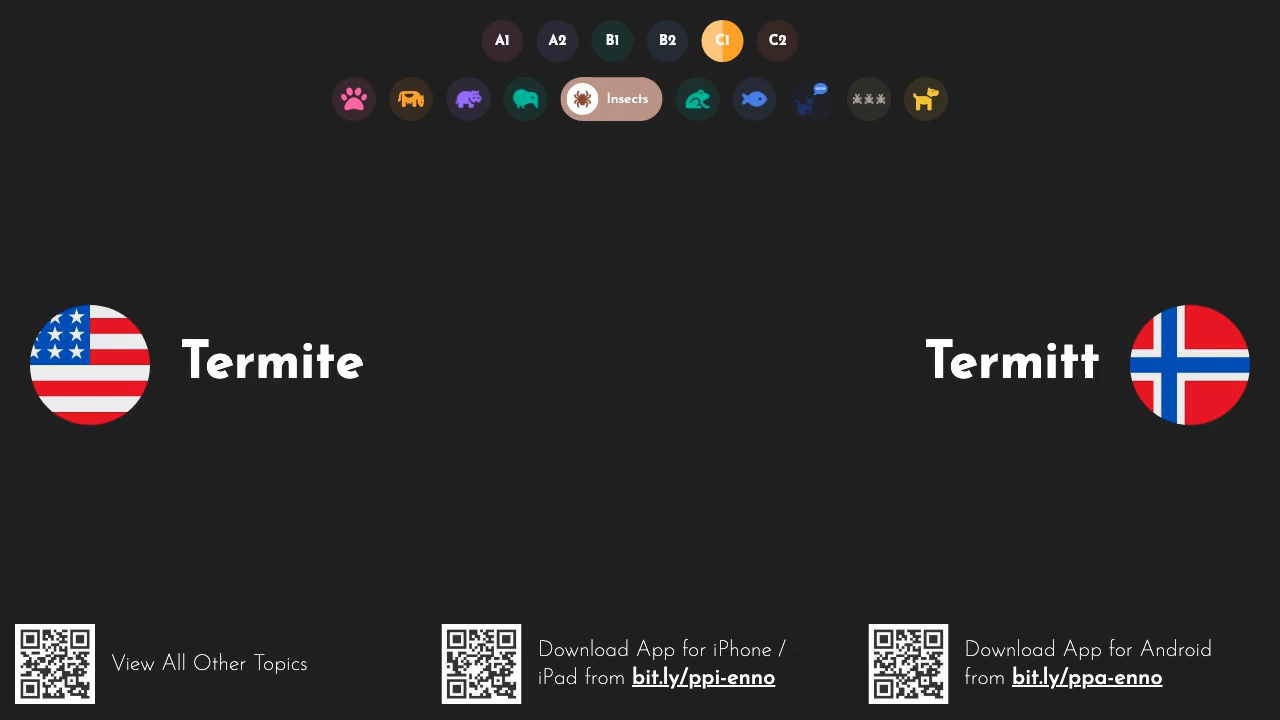 A1 A2 B1 B2 C1 C2
Insects
Termite
Termitt
View All Other Topics
Download App for iPhone /
iPad from bit.ly/ppi-enno
Download App for Android
from bit.ly/ppa-enno